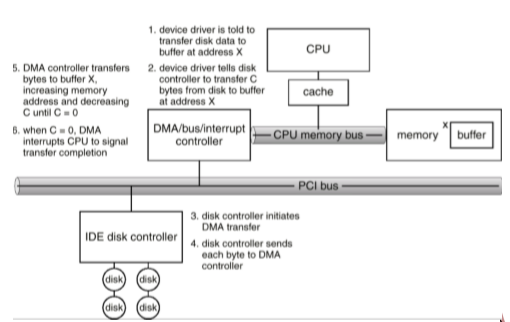 1. device driver is told to
transfer disk data to
buffer at address X
2. device driver tells disk
controller to transfer C
bytes from disk to buffer
at address X
5. DMA controller transfers
bytes to buffer X,
increasing memory
address and decreasing
C until C = 0
6. when C = 0, DMA
interrupts CPU to signal
transfer completion
CPU
cache
DMA/bus/interrupt
controller
CPU memory bus
memory
x
buffer
PCI bus
IDE disk controller
3. disk controller initiates
DMA transfer
4. disk controller sends
each byte to DMA
controller
disk
disk
disk
disk